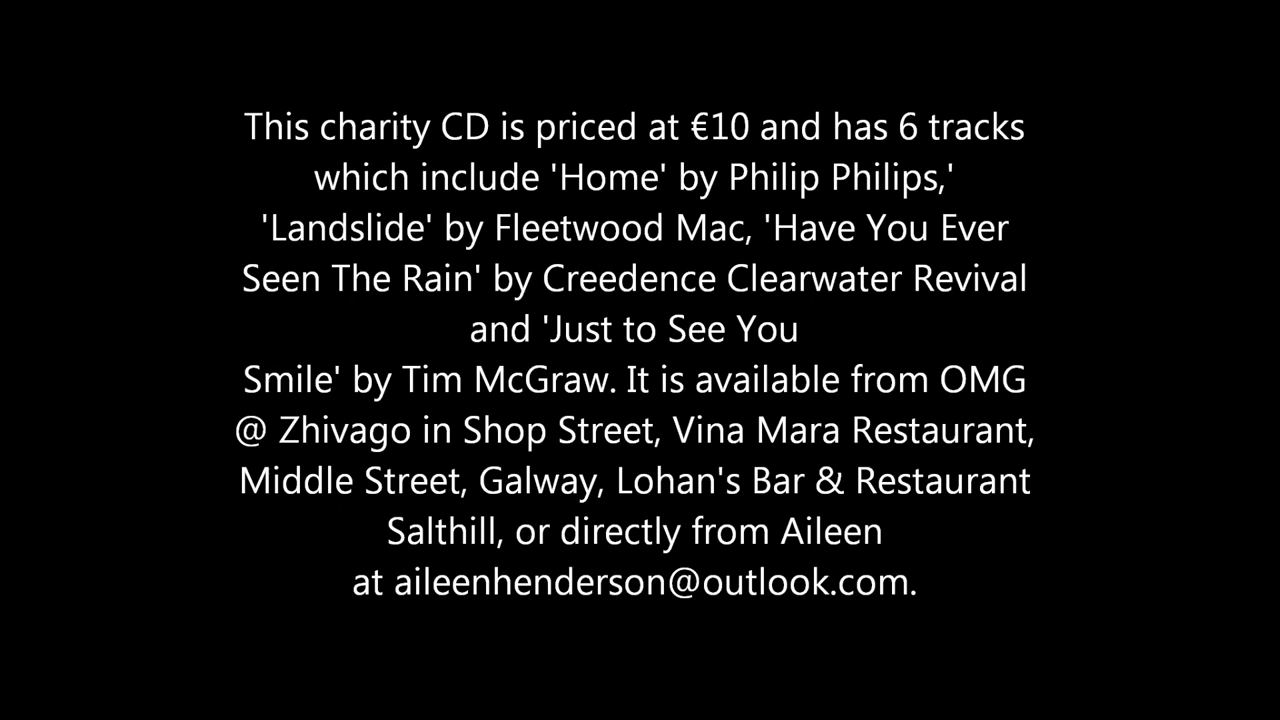 This charity CD is priced at €10 and has 6 tracks
which include 'Home' by Philip Philips,'
'Landslide' by Fleetwood Mac, 'Have You Ever
Seen The Rain' by Creedence Clearwater Revival
and 'Just to See You
Smile' by Tim McGraw. It is available from OMG
@ Zhivago in Shop Street, Vina Mara Restaurant,
Middle Street, Galway, Lohan's Bar & Restaurant
Salthill, or directly from Aileen
at aileenhenderson@outlook.com.